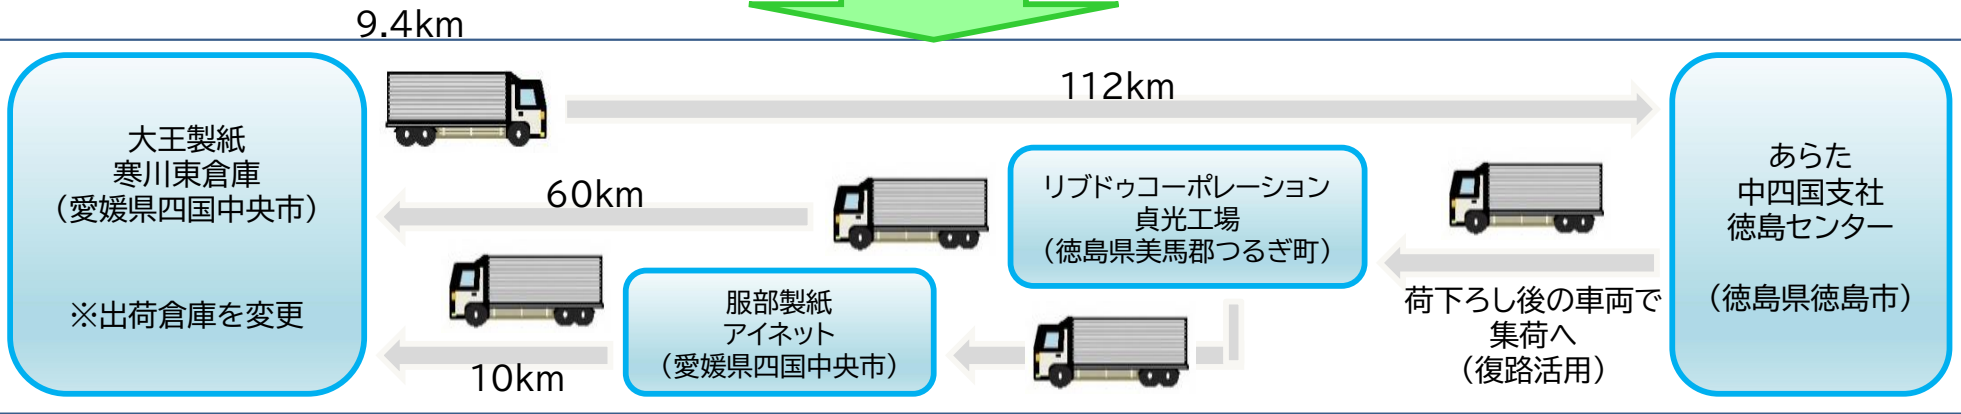 9.4km
112km
大王製紙
寒川東倉庫
（愛媛県四国中央市）
※出荷倉庫を変更
60km
10km
リブドゥコーポレーション
貞光工場
（徳島県美馬郡つるぎ町）
服部製紙
アイネット
（愛媛県四国中央市）
荷下ろし後の車両で
集荷へ
（復路活用）
あらた
中四国支社
徳島センター
（徳島県徳島市）